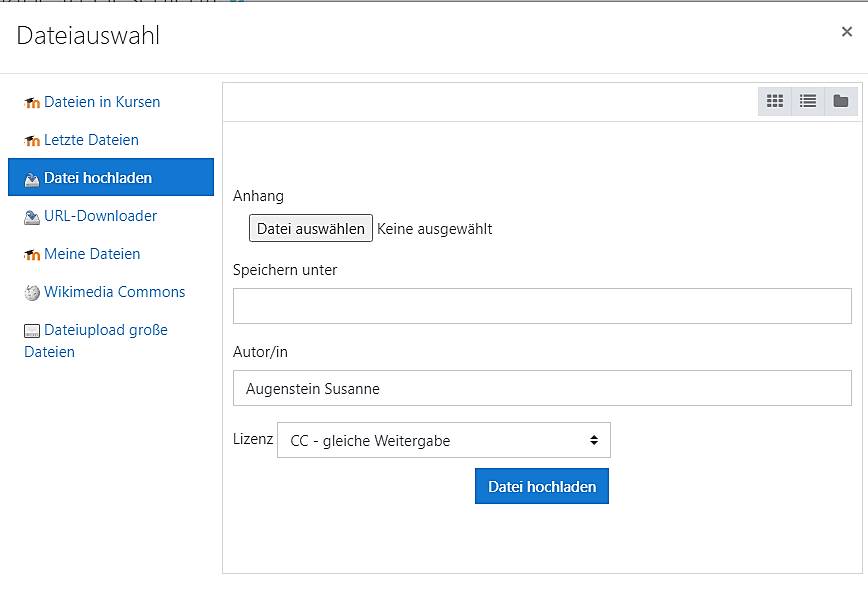 Dateiauswahl
×
Dateien in Kursen
Letzte Dateien
Datei hochladen
URL-Downloader
Meine Dateien
Wikimedia Commons
Dateiupload große
Dateien
Anhang
Datei auswählen Keine ausgewählt
Speichern unter
Autor/in
Augenstein Susanne
Lizenz CC - gleiche Weitergabe
Datei hochladen